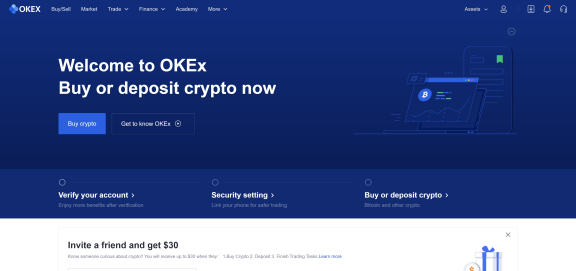 OKEX Buy/Sell Market Trade Finance Academy More Assets
Welcome to OKEx
Buy or deposit crypto now
Buy crypto Get to know OKEx
Verify your account > Security setting > Buy or deposit crypto >
Enjoy more benefits after verification Link your phone for safer trading Bitcoin and other crypto
Invite a friend and get $30
Know someone curious about crypto? You will receive up to $30 when they: 1.Buy Crypto 2. Deposit 3. Finish Trading Tasks Learn more